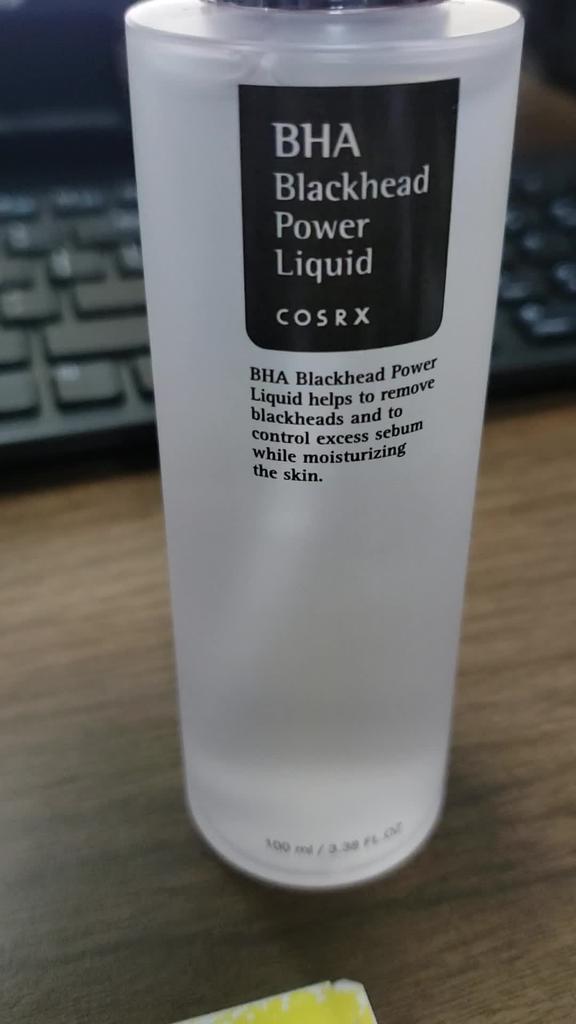 BHA
Blackhead
Power
Liquid
COSRX
BHA Blackhead Power
Liquid helps to remove
blackheads and to
control excess sebum
while moisturizing
the skin.
100 ml / 3.38 FL.OZ